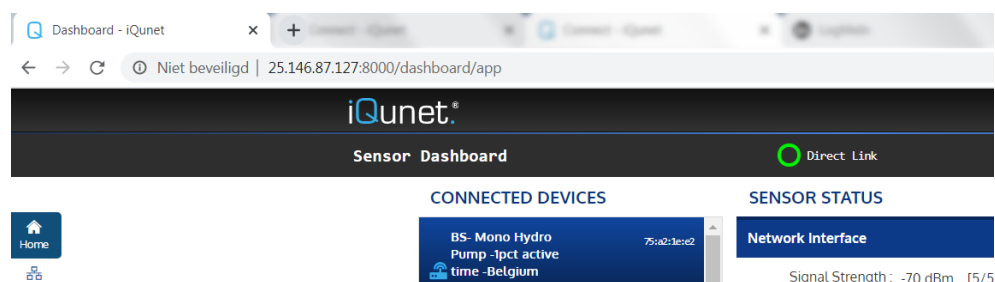 Dashboard - iQunet
Niet beveiligd | 25.146.87.127:8000/dashboard/app
iQunet.®
Sensor Dashboard
Direct Link
CONNECTED DEVICES
SENSOR STATUS
Home
BS- Mono Hydro
Pump -1pct active
time -Belgium
75:a2:1e:e2
Network Interface
Signal Strength : -70 dBm [5/5